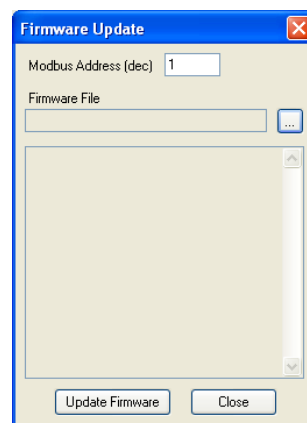 Firmware Update
Modbus Address (dec) 1
Firmware File
...
Update Firmware Close